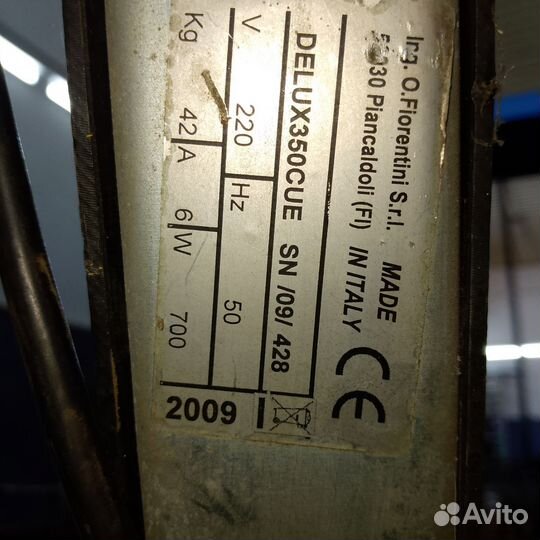 Ing. O.Fiorentini S.r.l. MADE
Piancaldoli (FI) IN ITALY
CE
DELUX350CUE SN /09/ 428
V 220 Hz 50
Kg 42 A 6 W 700
2009
Avito